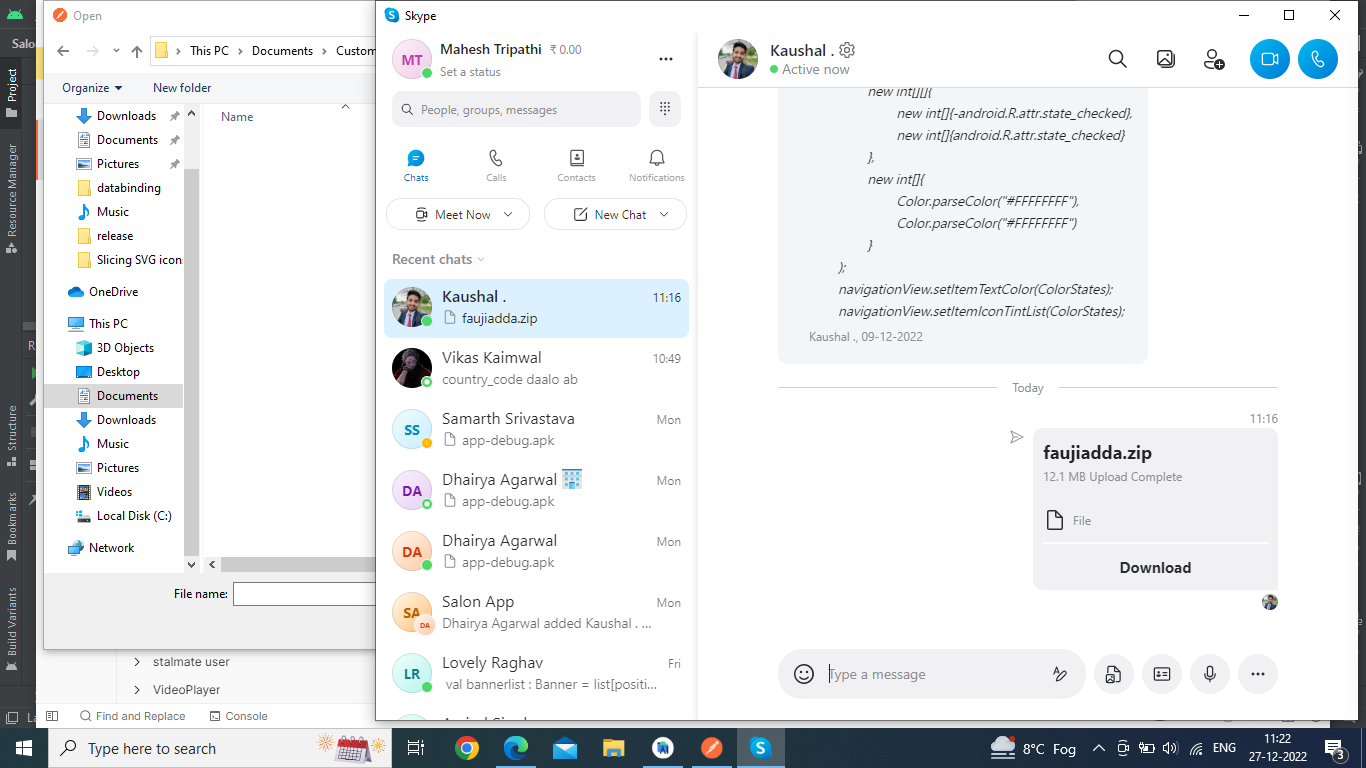 Open
This PC > Documents > Custom
Organize
New folder
Downloads
Documents
Pictures
databinding
Music
release
Slicing SVG icon
OneDrive
This PC
3D Objects
Desktop
Documents
Downloads
Music
Pictures
Videos
Local Disk (C:)
Network
Name
File name:
Salo
Project
Resource Manager
Structure
Bookmarks
Build Variants
R
stalmate user
VideoPlayer
Find and Replace
Console
Skype
MT
Mahesh Tripathi ₹ 0.00
Set a status
People, groups, messages
Chats
Calls
Contacts
Notifications
Meet Now
New Chat
Recent chats
Kaushal .
11:16
faujiadda.zip
Vikas Kaimwal
10:49
country_code daalo ab
SS
Samarth Srivastava
Mon
app-debug.apk
DA
Dhairya Agarwal
Mon
app-debug.apk
DA
Dhairya Agarwal
Mon
app-debug.apk
SA
DA
Salon App
Mon
Dhairya Agarwal added Kaushal . ...
LR
Lovely Raghav
Fri
val bannerlist : Banner = list[positi...
Kaushal .
Active now
new int[][]{
new int[]{-android.R.attr.state_checked},
new int[]{android.R.attr.state_checked}
},
new int[]{
Color.parseColor("#FFFFFFFF"),
Color.parseColor("#FFFFFFFF")
}
);
navigationView.setItemTextColor(ColorStates);
navigationView.setItemIconTintList(ColorStates);
Kaushal ., 09-12-2022
Today
11:16
faujiadda.zip
12.1 MB Upload Complete
File
Download
Type a message
Type here to search
8°C Fog
ENG
11:22
27-12-2022
3